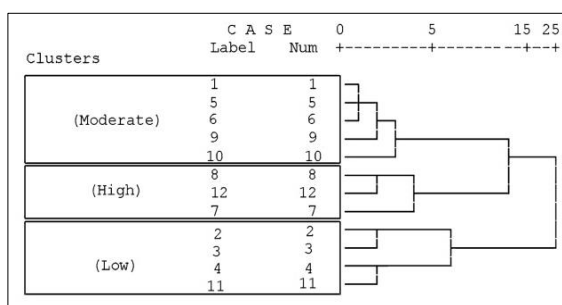 C A S E 0 5 15 25
Label Num +---------+---------+---+
Clusters
1 1
5 5
(Moderate) 6 6
9 9
10 10
8 8
(High) 12 12
7 7
2 2
3 3
(Low) 4 4
11 11